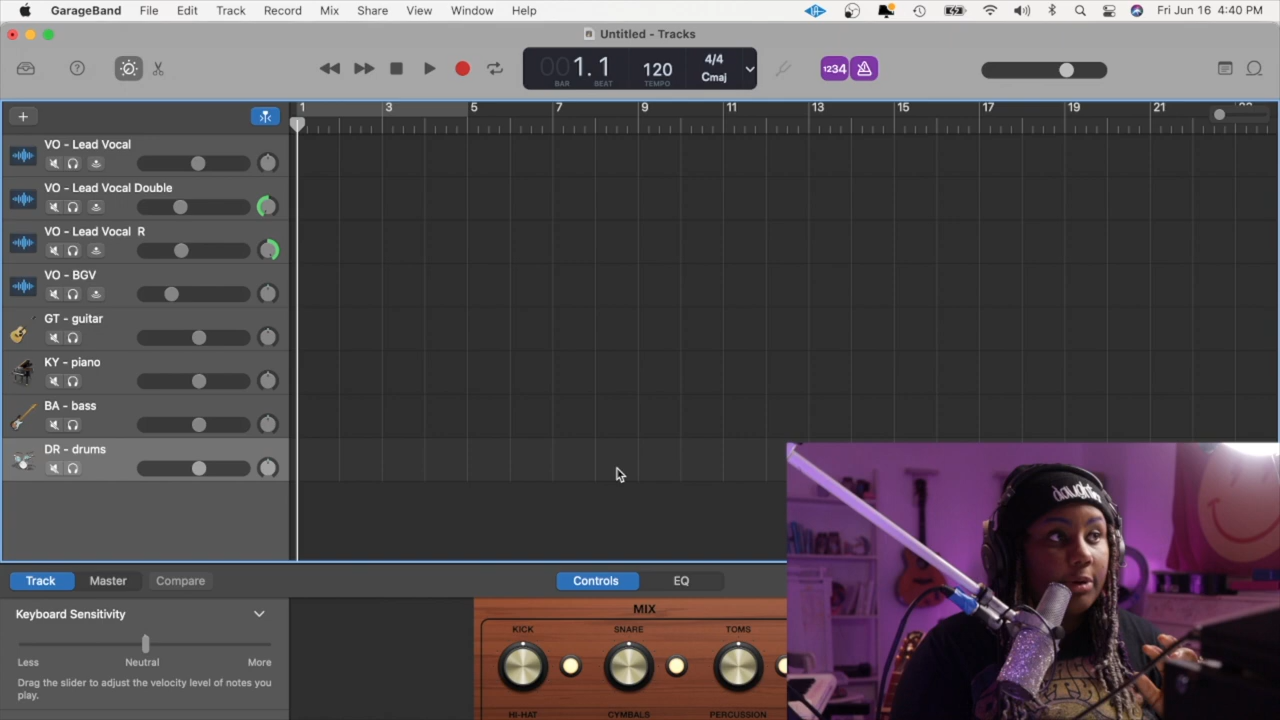 GarageBand File Edit Track Record Mix Share View Window Help Fri Jun 16 4:40 PM
Untitled - Tracks
001.1 120 4/4
Cmaj
BAR BEAT TEMPO
1234
1 3 5 7 9 11 13 15 17 19 21
VO - Lead Vocal
VO - Lead Vocal Double
VO - Lead Vocal R
VO - BGV
GT - guitar
KY - piano
BA - bass
DR - drums
Track Master Compare Controls EQ
Keyboard Sensitivity
Less Neutral More
Drag the slider to adjust the velocity level of notes you
play.
MIX
KICK SNARE TOMS
HI-HAT CYMBALS PERCUSSION